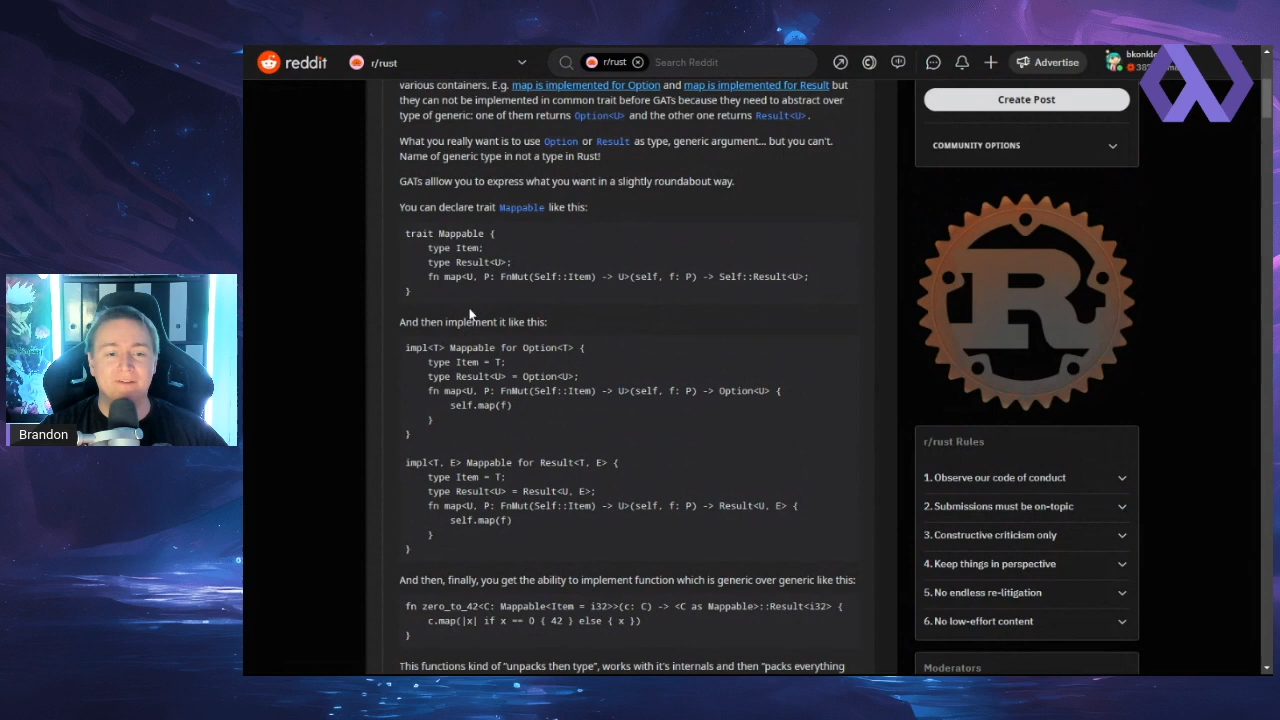 reddit
r/rust
r/rust
Search Reddit
Advertise
bkonkle
various containers. E.g. map is implemented for Option and map is implemented for Result but
they can not be implemented in common trait before GATs because they need to abstract over
type of generic: one of them returns Option<U> and the other one returns Result<U>.
What you really want is to use Option or Result as type, generic argument... but you can't.
Name of generic type in not a type in Rust!
GATs alllow you to express what you want in a slightly roundabout way.
You can declare trait Mappable like this:
trait Mappable {
    type Item;
    type Result<U>;
    fn map<U, P: FnMut(Self::Item) -> U>(self, f: P) -> Self::Result<U>;
}
And then implement it like this:
impl<T> Mappable for Option<T> {
    type Item = T;
    type Result<U> = Option<U>;
    fn map<U, P: FnMut(Self::Item) -> U>(self, f: P) -> Option<U> {
        self.map(f)
    }
}
impl<T, E> Mappable for Result<T, E> {
    type Item = T;
    type Result<U> = Result<U, E>;
    fn map<U, P: FnMut(Self::Item) -> U>(self, f: P) -> Result<U, E> {
        self.map(f)
    }
}
And then, finally, you get the ability to implement function which is generic over generic like this:
fn zero_to_42<C: Mappable<Item = i32>>(c: C) -> <C as Mappable>::Result<i32> {
    c.map(|x| if x == 0 { 42 } else { x })
}
This functions kind of "unpacks then type", works with it's internals and then "packs everything
Create Post
COMMUNITY OPTIONS
R
r/rust Rules
1. Observe our code of conduct
2. Submissions must be on-topic
3. Constructive criticism only
4. Keep things in perspective
5. No endless re-litigation
6. No low-effort content
Moderators
Brandon